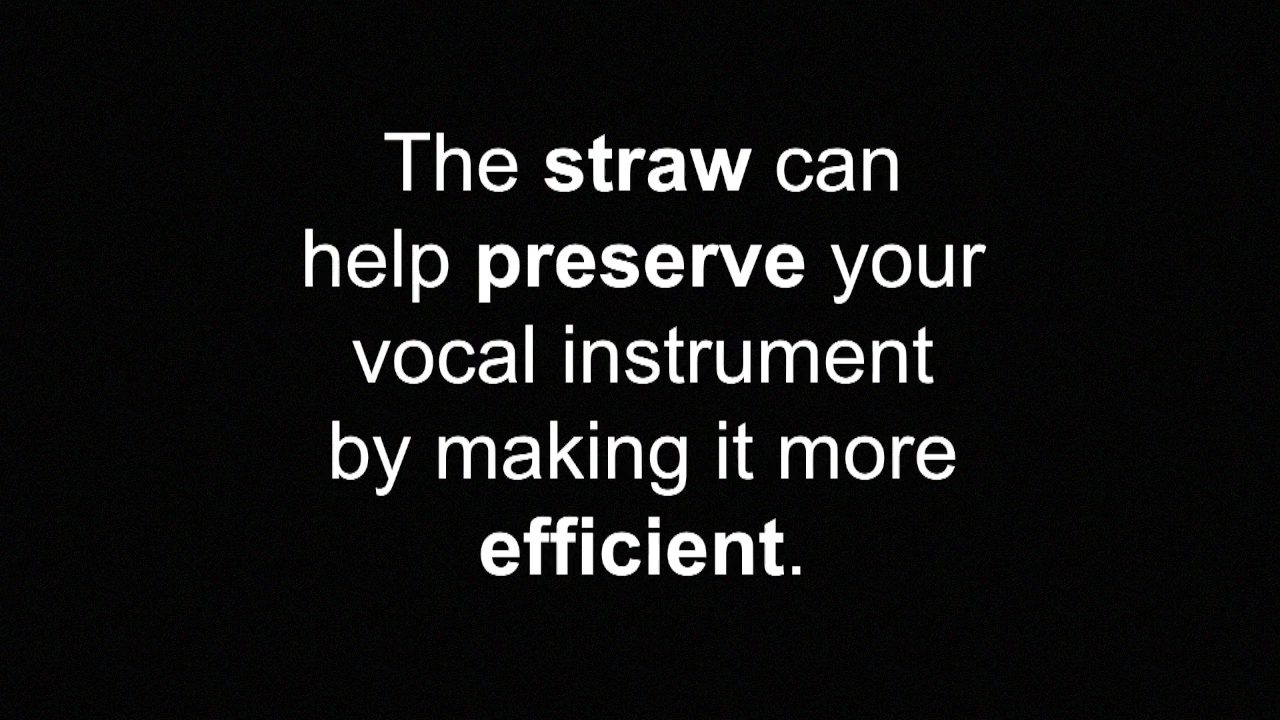 The straw can
help preserve your
vocal instrument
by making it more
efficient.